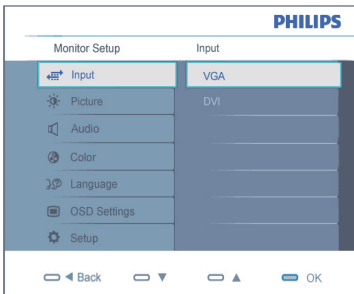 PHILIPS
Monitor Setup Input
Input VGA
Picture DVI
Audio
Color
Language
OSD Settings
Setup
Back OK